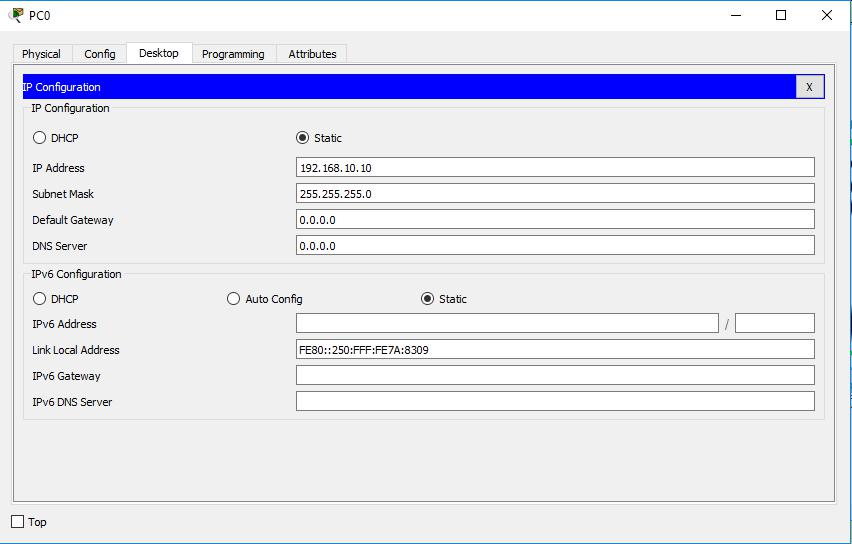 PC0
Physical Config Desktop Programming Attributes
IP Configuration X
IP Configuration
DHCP Static
IP Address 192.168.10.10
Subnet Mask 255.255.255.0
Default Gateway 0.0.0.0
DNS Server 0.0.0.0
IPv6 Configuration
DHCP Auto Config Static
IPv6 Address /
Link Local Address FE80::250:FFF:FE7A:8309
IPv6 Gateway
IPv6 DNS Server
Top